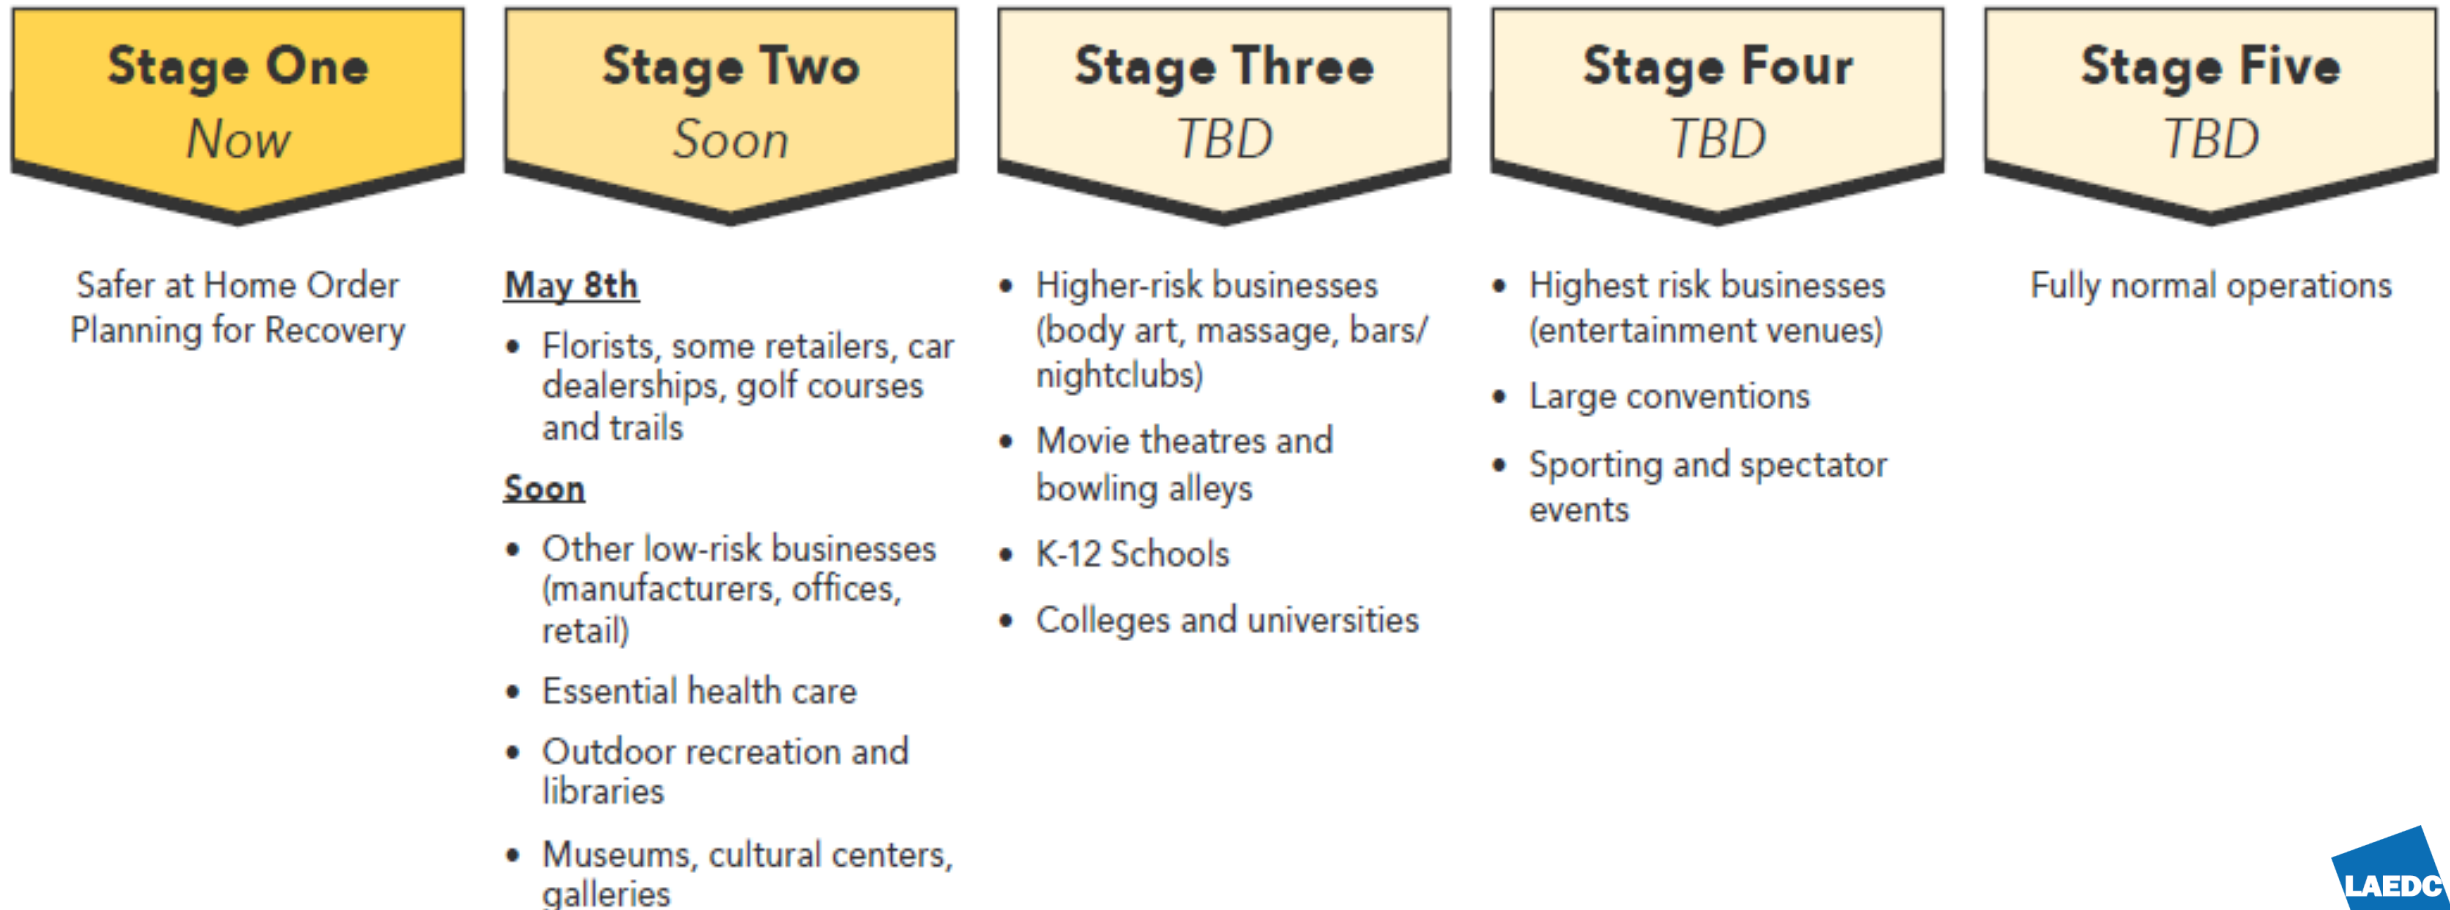 Stage One
Now
Safer at Home Order
Planning for Recovery
Stage Two
Soon
May 8th
• Florists, some retailers, car
dealerships, golf courses
and trails
Soon
• Other low-risk businesses
(manufacturers, offices,
retail)
• Essential health care
• Outdoor recreation and
libraries
• Museums, cultural centers,
galleries
Stage Three
TBD
• Higher-risk businesses
(body art, massage, bars/
nightclubs)
• Movie theatres and
bowling alleys
• K-12 Schools
• Colleges and universities
Stage Four
TBD
• Highest risk businesses
(entertainment venues)
• Large conventions
• Sporting and spectator
events
Stage Five
TBD
Fully normal operations
LAEDC